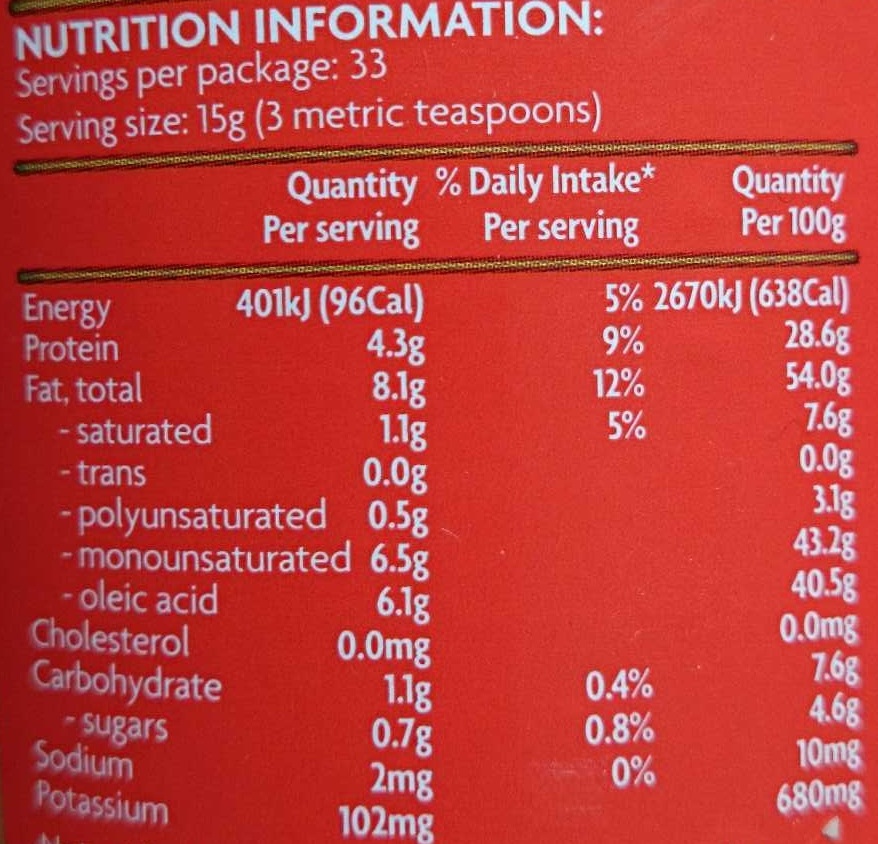 NUTRITION INFORMATION:
Servings per package: 33
Serving size: 15g (3 metric teaspoons)
Quantity % Daily Intake* Quantity
Per serving Per serving Per 100g
Energy 401kJ (96Cal) 5% 2670kJ (638Cal)
Protein 4.3g 9% 28.6g
Fat, total 8.1g 12% 54.0g
- saturated 1.1g 5% 7.6g
- trans 0.0g 0.0g
- polyunsaturated 0.5g 3.1g
- monounsaturated 6.5g 43.2g
- oleic acid 6.1g 40.5g
Cholesterol 0.0mg 0.0mg
Carbohydrate 1.1g 0.4% 7.6g
- sugars 0.7g 0.8% 4.6g
Sodium 2mg 0% 10mg
Potassium 102mg 680mg